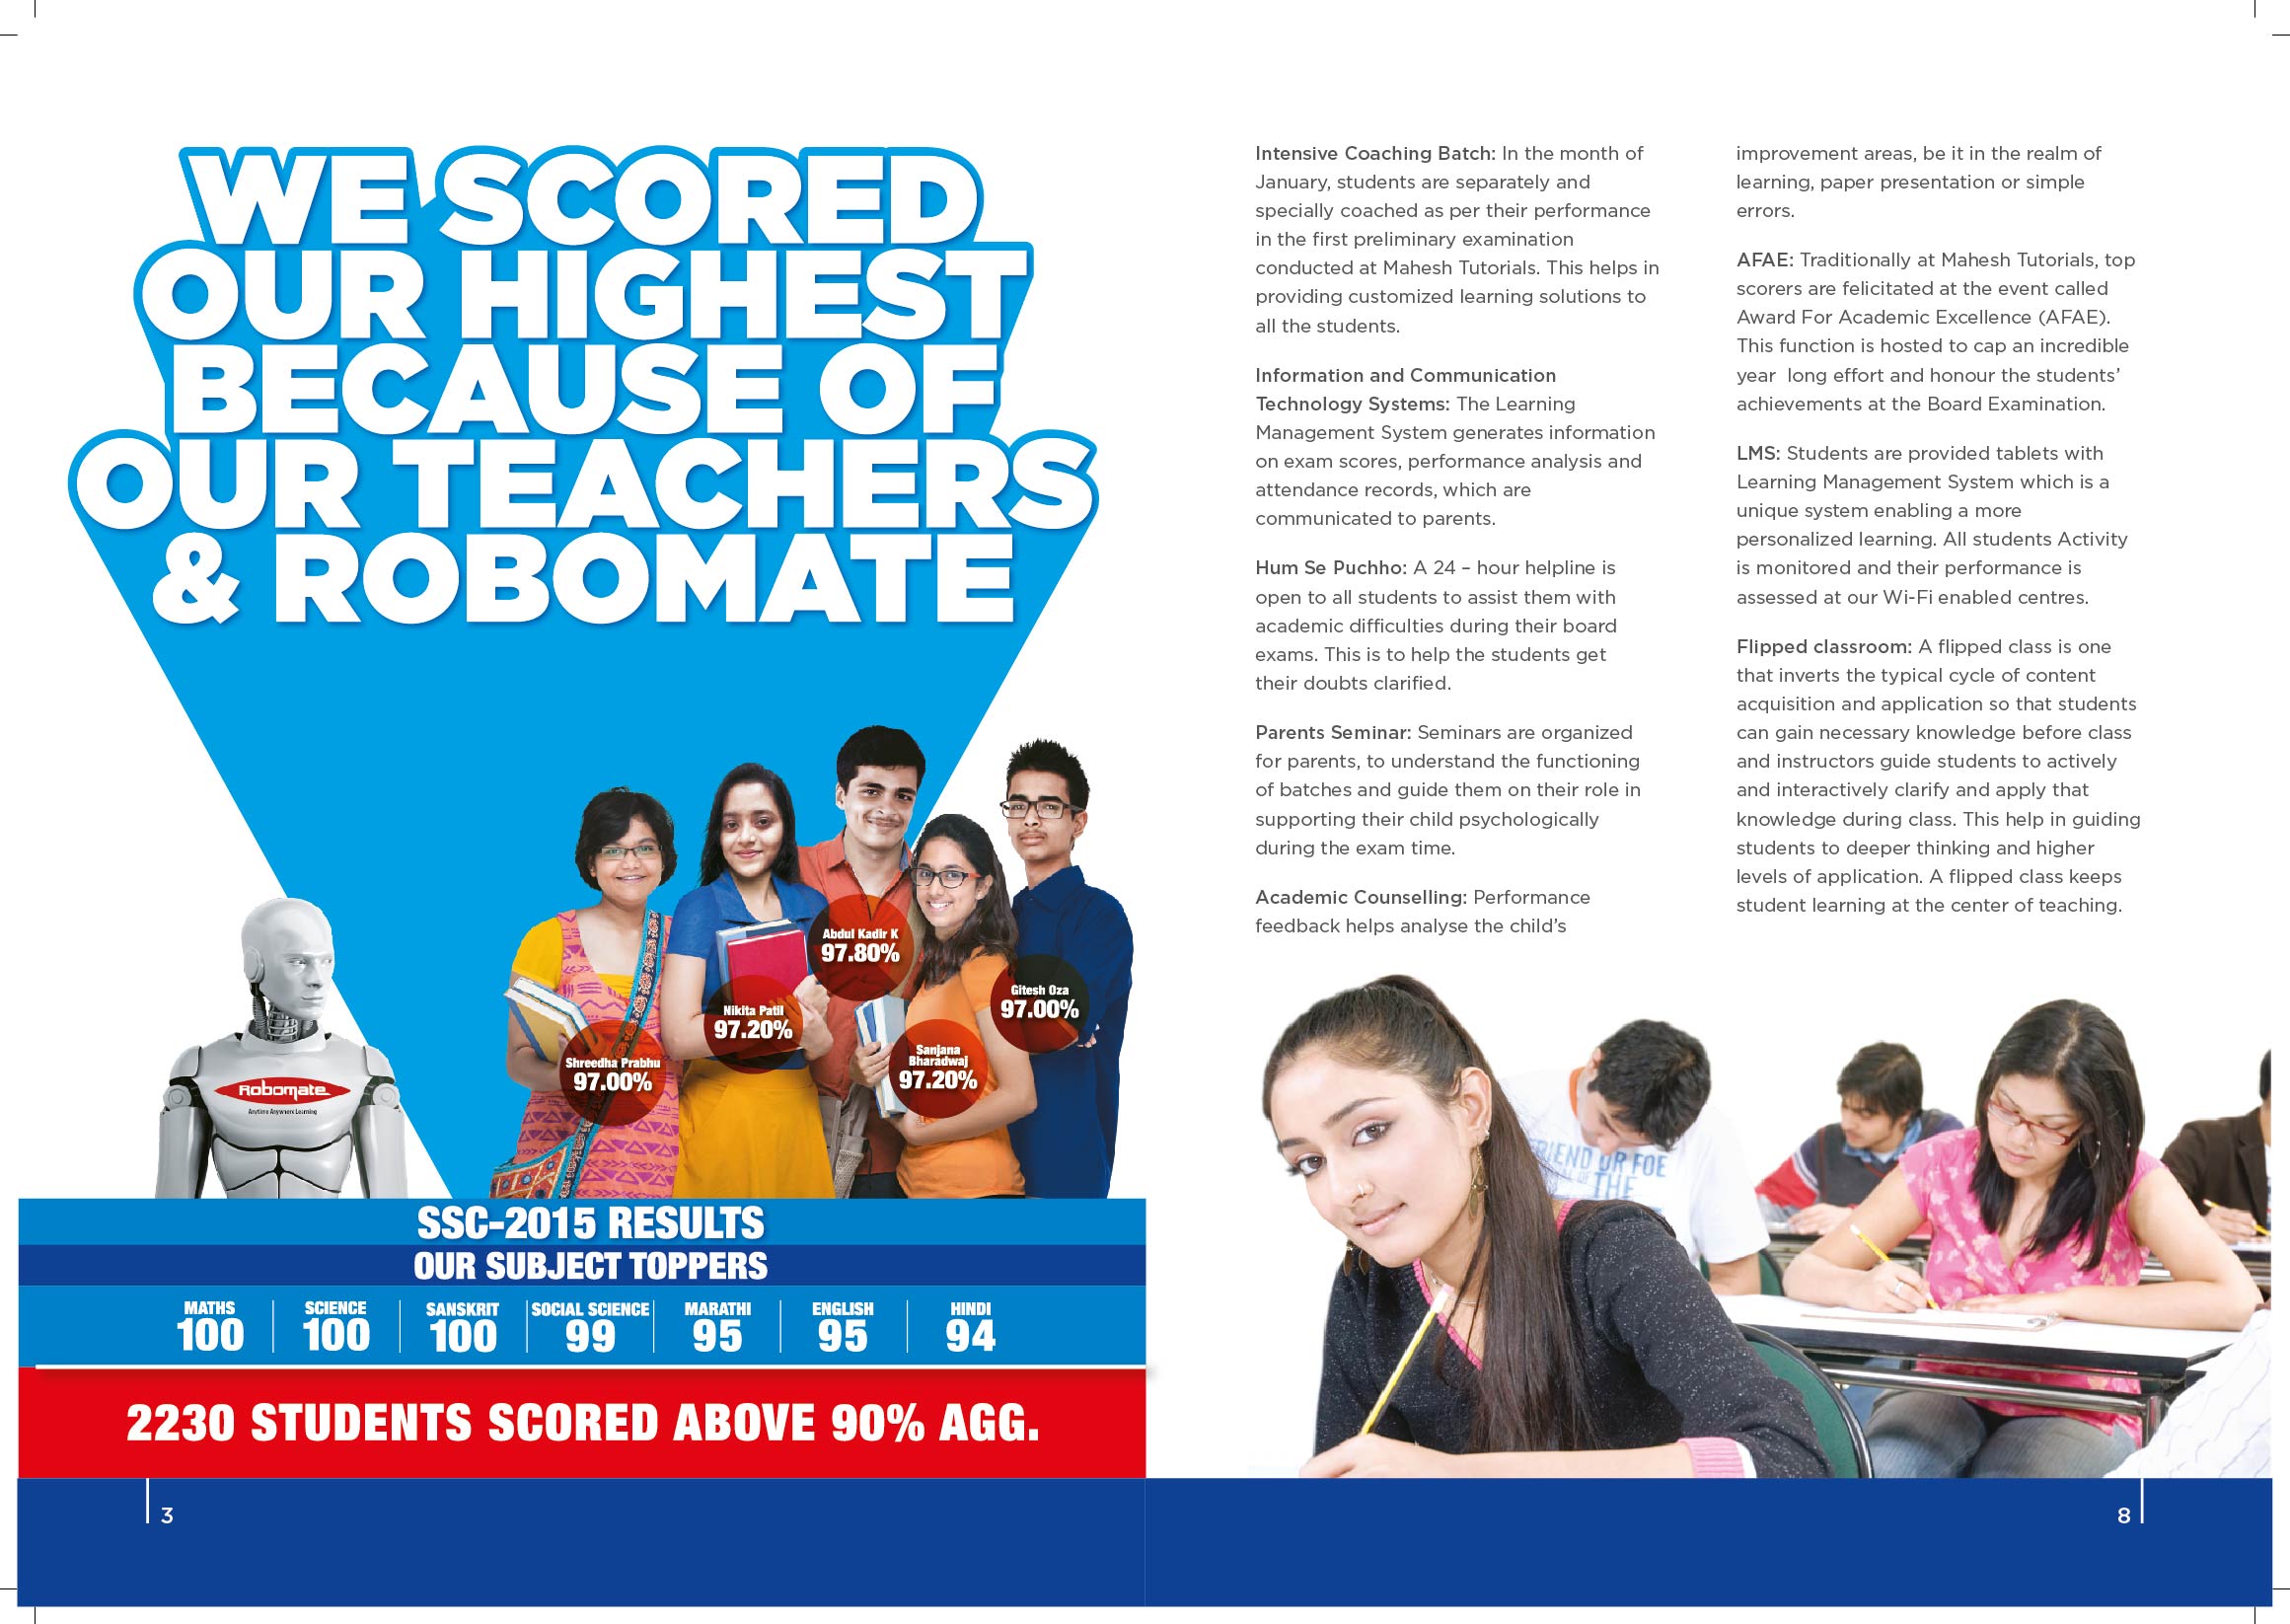 WE SCORED
OUR HIGHEST
BECAUSE OF
OUR TEACHERS
& ROBOMATE
Abdul Kadir K
97.80%
Gitesh Oza
97.00%
Nikita Patil
97.20%
Sanjana
Bharadwaj
97.20%
Shreedha Prabhu
97.00%
Robomate
Anytime Anywhere Learning
SSC-2015 RESULTS
OUR SUBJECT TOPPERS
MATHS
100
SCIENCE
100
SANSKRIT
100
SOCIAL SCIENCE
99
MARATHI
95
ENGLISH
95
HINDI
94
2230 STUDENTS SCORED ABOVE 90% AGG.
3
Intensive Coaching Batch: In the month of
January, students are separately and
specially coached as per their performance
in the first preliminary examination
conducted at Mahesh Tutorials. This helps in
providing customized learning solutions to
all the students.
Information and Communication
Technology Systems: The Learning
Management System generates information
on exam scores, performance analysis and
attendance records, which are
communicated to parents.
Hum Se Puchho: A 24 – hour helpline is
open to all students to assist them with
academic difficulties during their board
exams. This is to help the students get
their doubts clarified.
Parents Seminar: Seminars are organized
for parents, to understand the functioning
of batches and guide them on their role in
supporting their child psychologically
during the exam time.
Academic Counselling: Performance
feedback helps analyse the child's
improvement areas, be it in the realm of
learning, paper presentation or simple
errors.
AFAE: Traditionally at Mahesh Tutorials, top
scorers are felicitated at the event called
Award For Academic Excellence (AFAE).
This function is hosted to cap an incredible
year  long effort and honour the students'
achievements at the Board Examination.
LMS: Students are provided tablets with
Learning Management System which is a
unique system enabling a more
personalized learning. All students Activity
is monitored and their performance is
assessed at our Wi-Fi enabled centres.
Flipped classroom: A flipped class is one
that inverts the typical cycle of content
acquisition and application so that students
can gain necessary knowledge before class
and instructors guide students to actively
and interactively clarify and apply that
knowledge during class. This help in guiding
students to deeper thinking and higher
levels of application. A flipped class keeps
student learning at the center of teaching.
RIEND OR FOE
THE
8